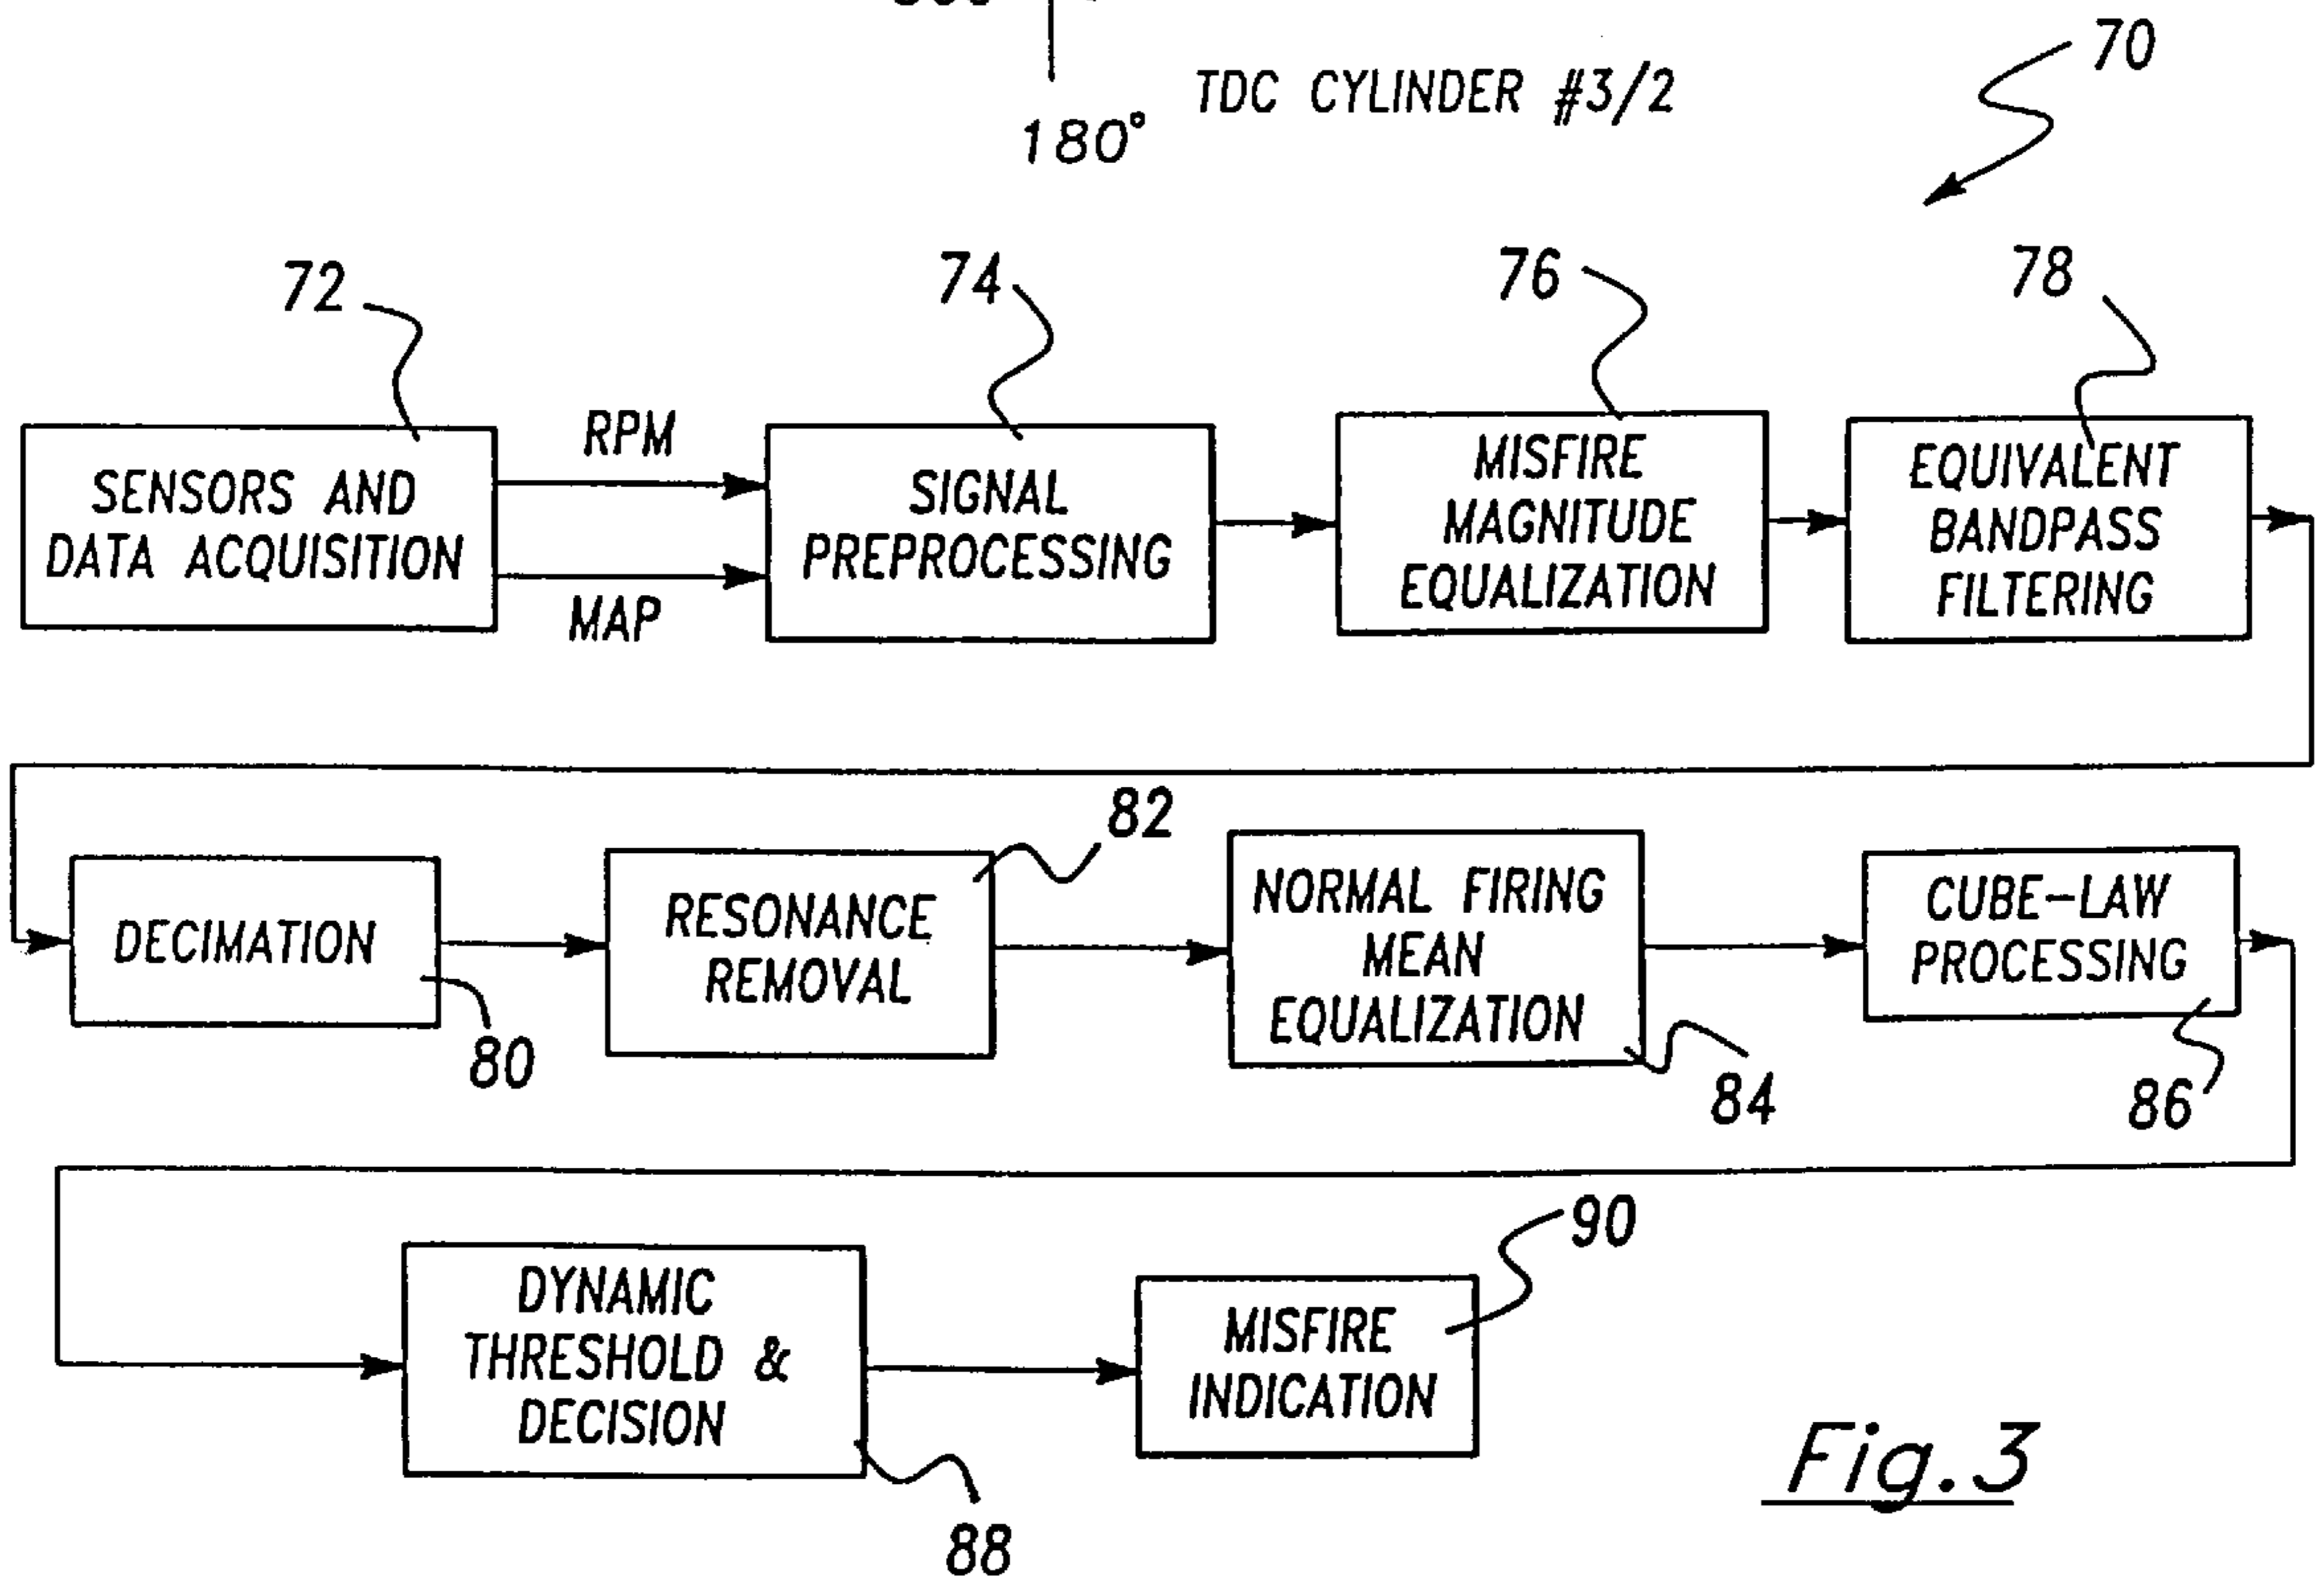 180°
TDC CYLINDER #3/2
70
72
74
76
78
RPM
MAP
SENSORS AND
DATA ACQUISITION
SIGNAL
PREPROCESSING
MISFIRE
MAGNITUDE
EQUALIZATION
EQUIVALENT
BANDPASS
FILTERING
82
DECIMATION
80
RESONANCE
REMOVAL
NORMAL FIRING
MEAN
EQUALIZATION
84
CUBE-LAW
PROCESSING
86
DYNAMIC
THRESHOLD &
DECISION
88
MISFIRE
INDICATION
90
Fig.3